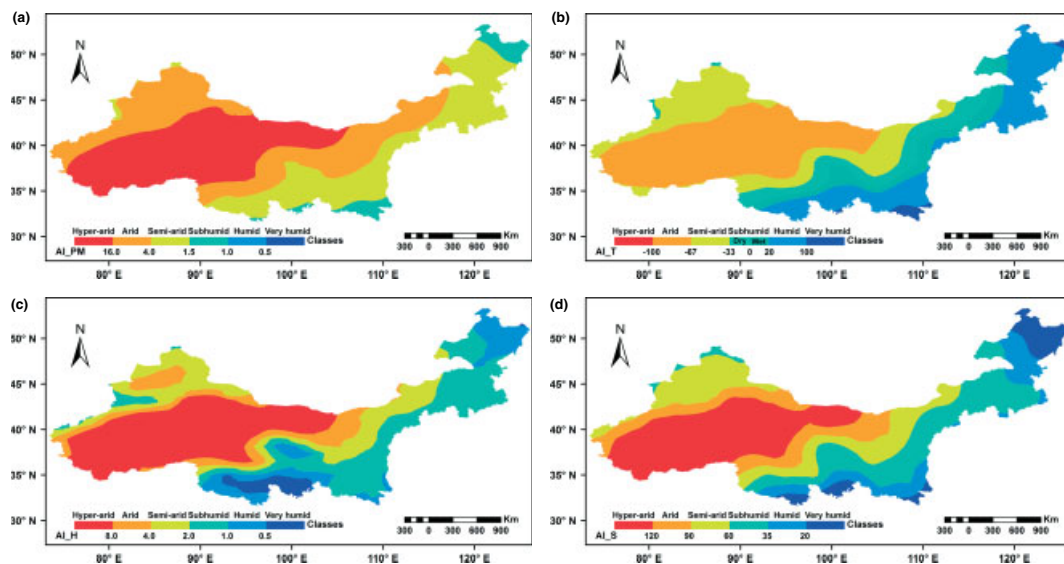 (a)
N
50° N
45° N
40° N
35° N
30° N
Hyper-arid Arid Semi-arid Subhumid Humid Very humid
Classes
AI_PM 16.0 4.0 1.5 1.0 0.5
Km
300 0 300 600 900
80° E 90° E 100° E 110° E 120° E
(b)
N
50° N
45° N
40° N
35° N
30° N
Hyper-arid Arid Semi-arid Subhumid Humid Very humid
Dry Wet
Classes
AI_T -100 -67 -33 0 20 100
Km
300 0 300 600 900
80° E 90° E 100° E 110° E 120° E
(c)
N
50° N
45° N
40° N
35° N
30° N
Hyper-arid Arid Semi-arid Subhumid Humid Very humid
Classes
AI_H 8.0 4.0 2.0 1.0 0.5
Km
300 0 300 600 900
80° E 90° E 100° E 110° E 120° E
(d)
N
50° N
45° N
40° N
35° N
30° N
Hyper-arid Arid Semi-arid Subhumid Humid Very humid
Classes
AI_S 120 90 60 35 20
Km
300 0 300 600 900
80° E 90° E 100° E 110° E 120° E